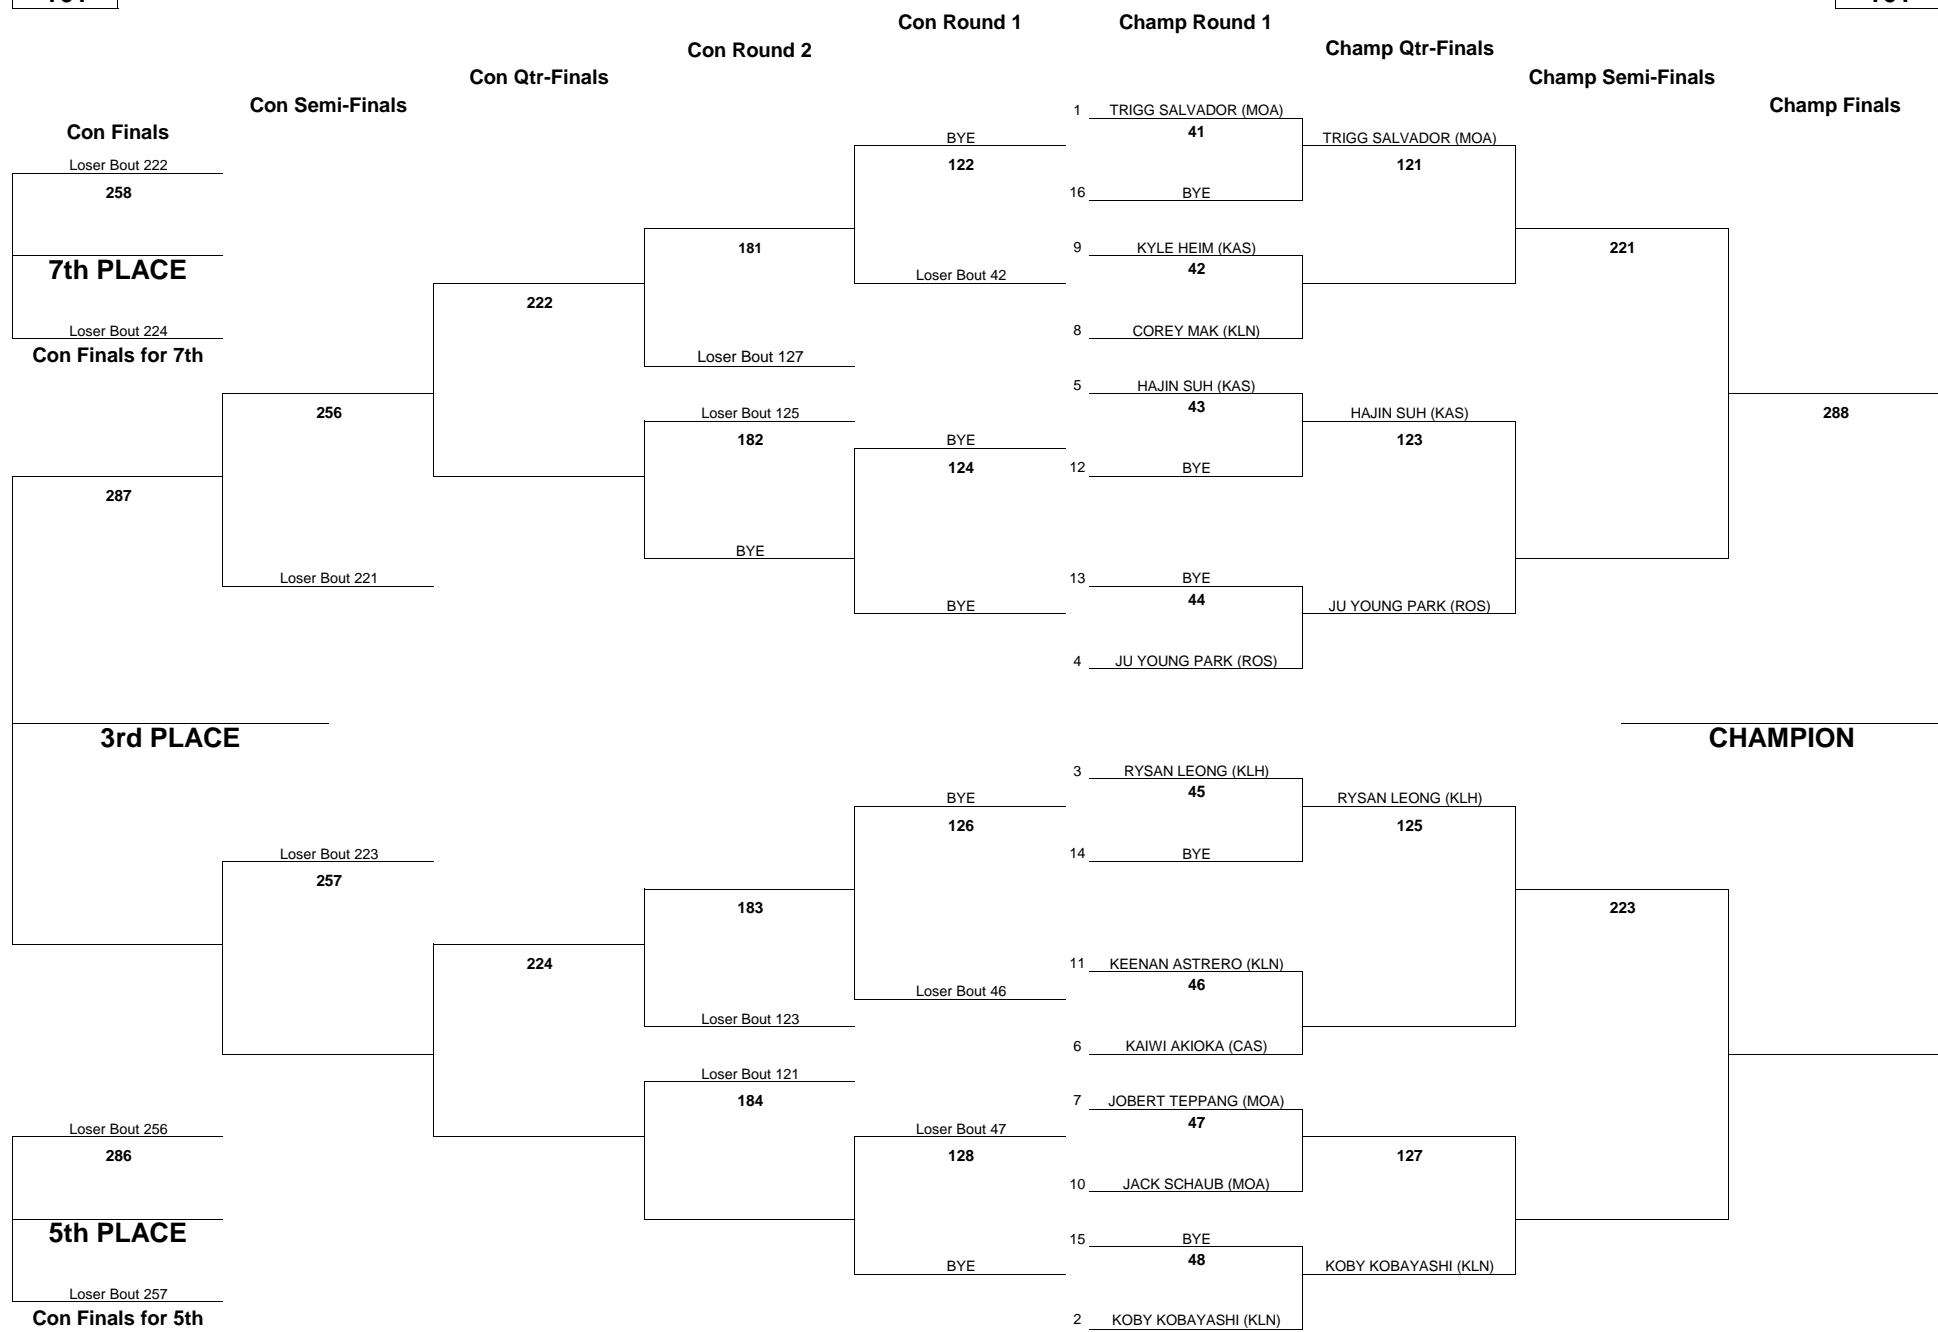 Con Round 1
Champ Round 1
Con Round 2
Champ Qtr-Finals
Con Qtr-Finals
Champ Semi-Finals
Con Semi-Finals
Champ Finals
Con Finals
1 TRIGG SALVADOR (MOA)
41
BYE
TRIGG SALVADOR (MOA)
Loser Bout 222
122
121
258
16 BYE
181
9 KYLE HEIM (KAS)
221
7th PLACE
Loser Bout 42
42
222
Loser Bout 224
8 COREY MAK (KLN)
Con Finals for 7th
Loser Bout 127
5 HAJIN SUH (KAS)
43
256
Loser Bout 125
HAJIN SUH (KAS)
288
182
BYE
123
124
12 BYE
287
BYE
Loser Bout 221
13 BYE
44
BYE
JU YOUNG PARK (ROS)
4 JU YOUNG PARK (ROS)
3rd PLACE
CHAMPION
3 RYSAN LEONG (KLH)
45
BYE
RYSAN LEONG (KLH)
126
125
Loser Bout 223
14 BYE
257
183
223
224
11 KEENAN ASTRERO (KLN)
46
Loser Bout 46
Loser Bout 123
6 KAIWI AKIOKA (CAS)
Loser Bout 121
184
7 JOBERT TEPPANG (MOA)
47
Loser Bout 256
Loser Bout 47
286
128
127
10 JACK SCHAUB (MOA)
5th PLACE
15 BYE
48
BYE
KOBY KOBAYASHI (KLN)
Loser Bout 257
Con Finals for 5th
2 KOBY KOBAYASHI (KLN)